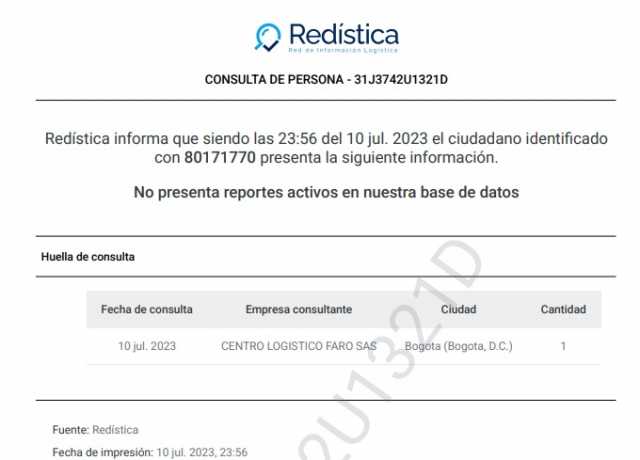 Redística
Red de Información Logística
CONSULTA DE PERSONA - 31J3742U1321D
Redística informa que siendo las 23:56 del 10 jul. 2023 el ciudadano identificado
con 80171770 presenta la siguiente información.
No presenta reportes activos en nuestra base de datos
Huella de consulta
Fecha de consulta Empresa consultante Ciudad Cantidad
10 jul. 2023 CENTRO LOGISTICO FARO SAS Bogota (Bogota, D.C.) 1
2U1321D
Fuente: Redística
Fecha de impresión: 10 jul. 2023, 23:56